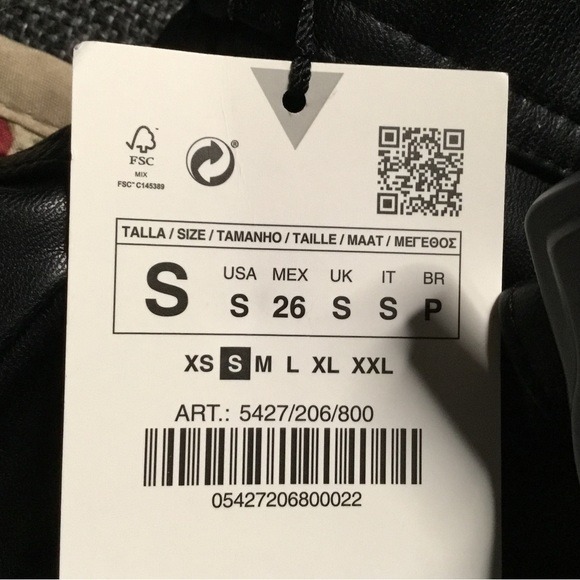 FSC
MIX
FSC™ C145389
®
TALLA / SIZE / TAMANHO / TAILLE / MAAT / ΜΕΓΕΘΟΣ
S
USA MEX UK IT BR
S 26 S S P
XS S M L XL XXL
ART.: 5427/206/800
05427206800022